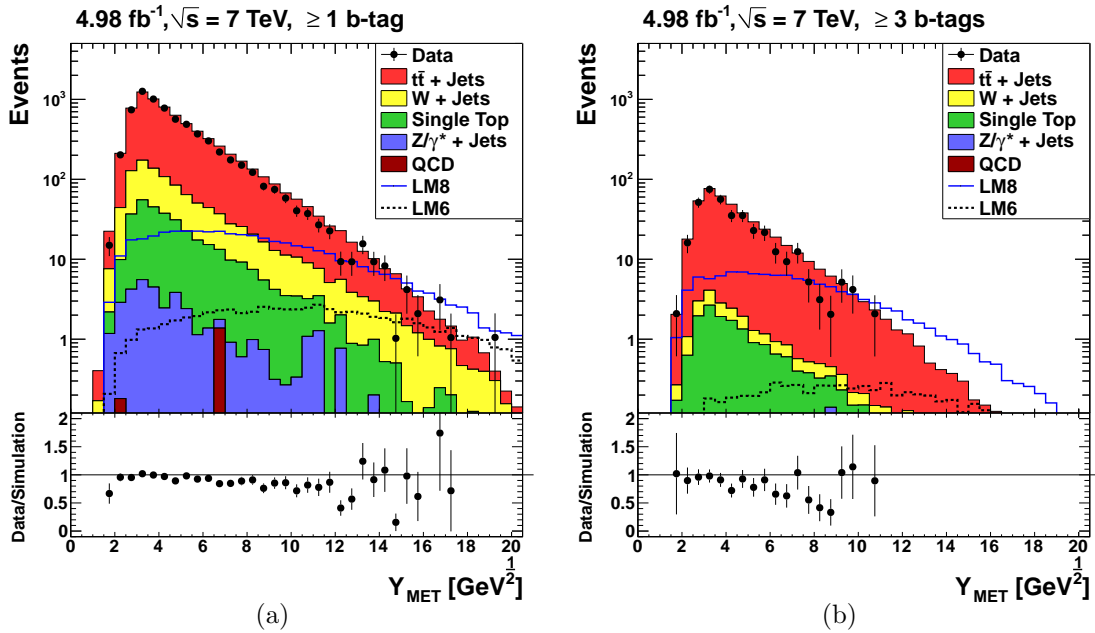 4.98 fb⁻¹,√s = 7 TeV, ≥ 1 b-tag
Events
10³
10²
10
1
Data
tt̄ + Jets
W + Jets
Single Top
Z/γ* + Jets
QCD
LM8
LM6
Data/Simulation
2
1.5
1
0.5
0
0 2 4 6 8 10 12 14 16 18 20
Y_MET [GeV^½]
(a)
4.98 fb⁻¹,√s = 7 TeV, ≥ 3 b-tags
Events
10³
10²
10
1
Data
tt̄ + Jets
W + Jets
Single Top
Z/γ* + Jets
QCD
LM8
LM6
Data/Simulation
2
1.5
1
0.5
0
0 2 4 6 8 10 12 14 16 18 20
Y_MET [GeV^½]
(b)